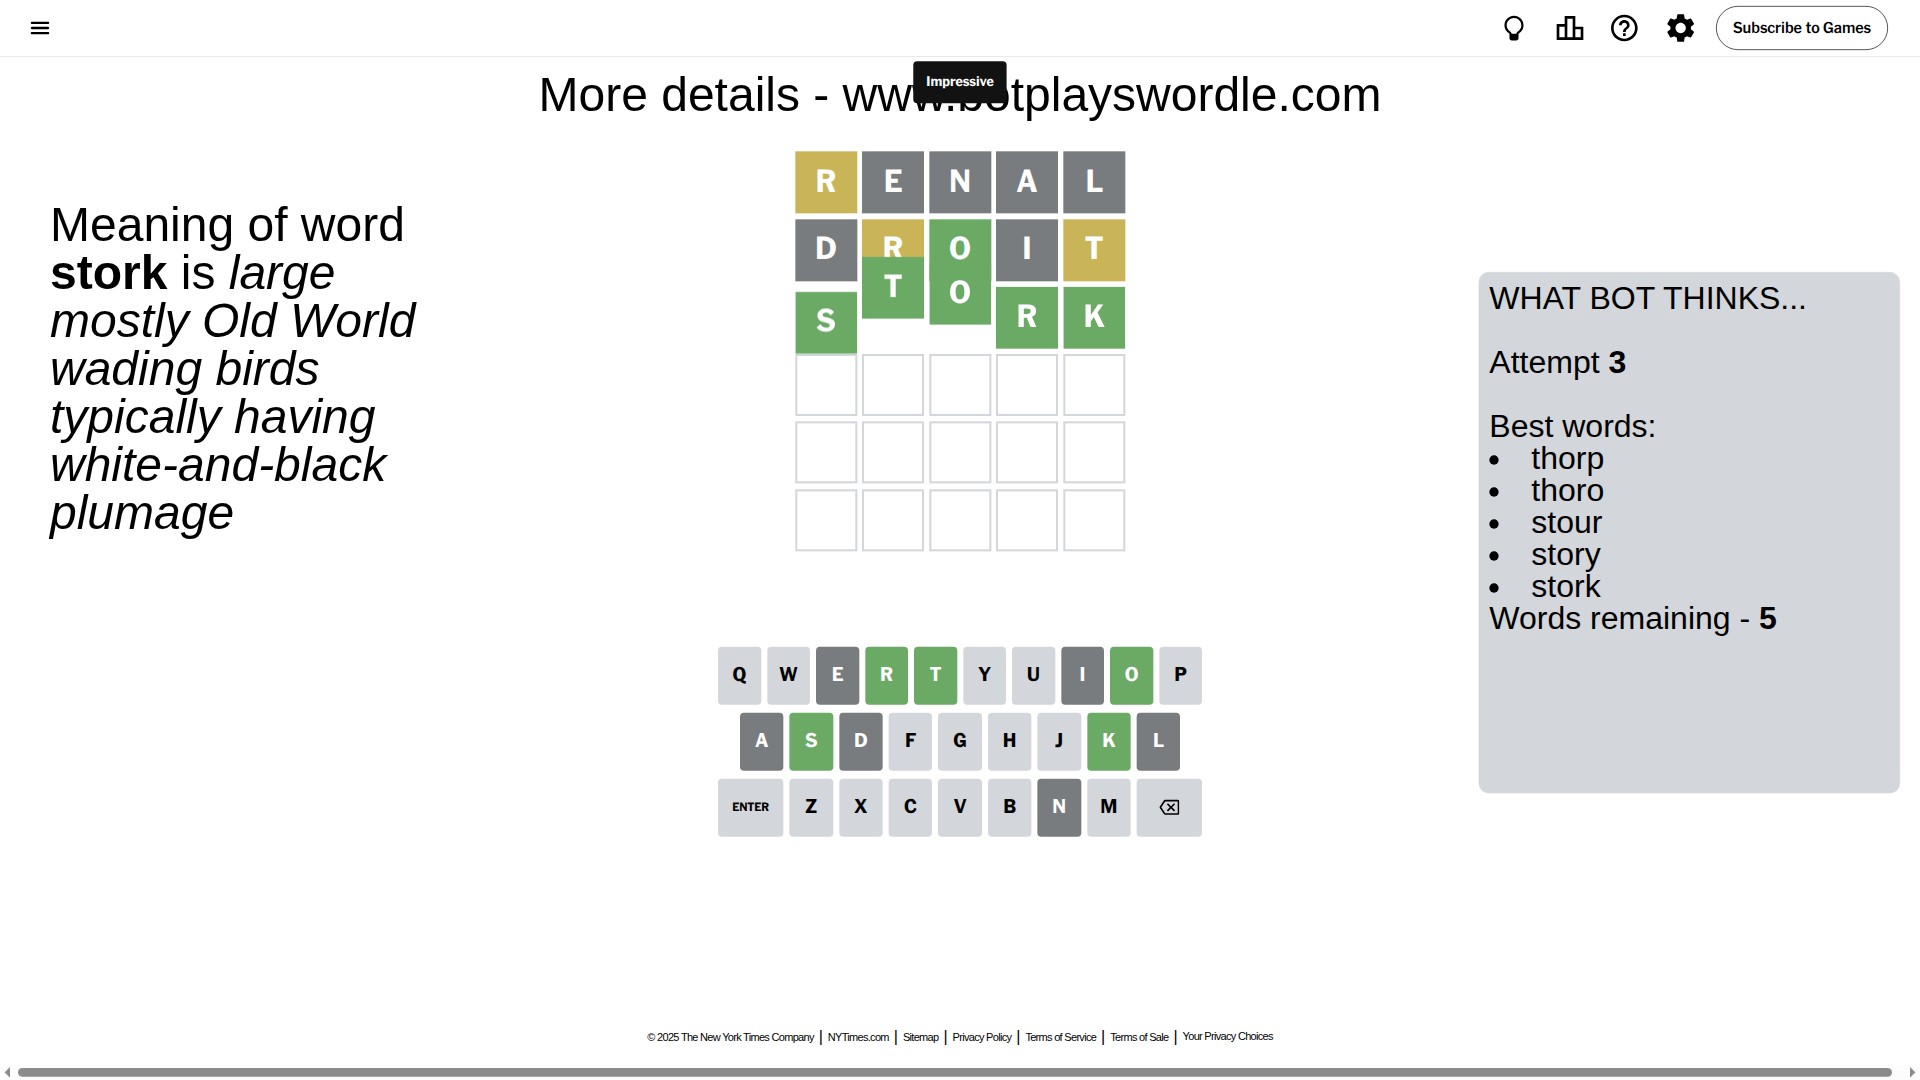 Subscribe to Games
Impressive
More details - www.botplayswordle.com
Meaning of word
stork is large
mostly Old World
wading birds
typically having
white-and-black
plumage
R E N A L
D R O I T
S T O R K
WHAT BOT THINKS...
Attempt 3
Best words:
• thorp
• thoro
• stour
• story
• stork
Words remaining - 5
Q W E R T Y U I O P
A S D F G H J K L
ENTER Z X C V B N M
© 2025 The New York Times Company | NYTimes.com | Sitemap | Privacy Policy | Terms of Service | Terms of Sale | Your Privacy Choices